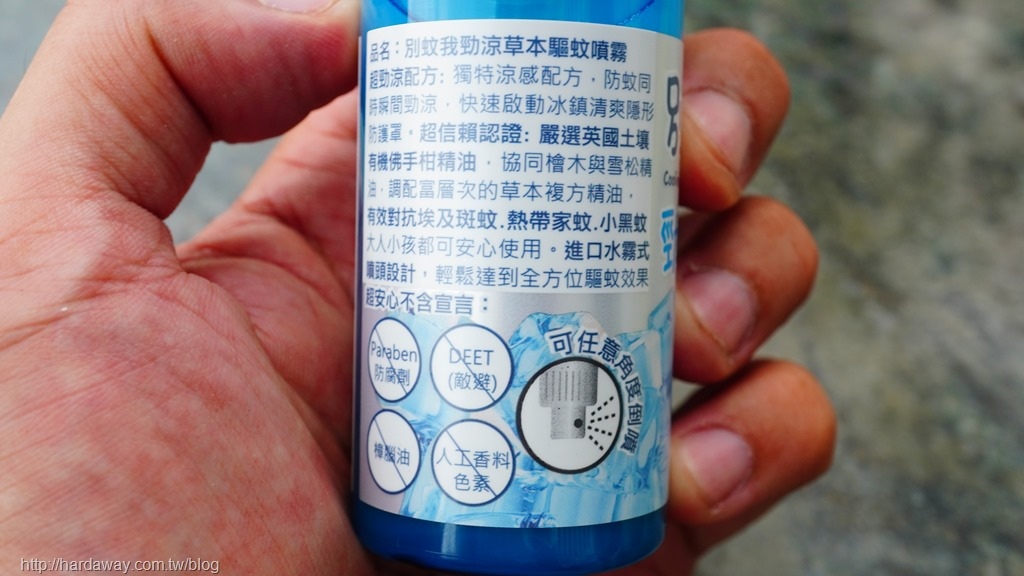 品名：別蚊我勁涼草本驅蚊噴霧
超勁涼配方: 獨特涼感配方，防蚊同
時瞬間勁涼，快速啟動冰鎮清爽隱形
防護罩。超信賴認證: 嚴選英國土壤
有機佛手柑精油，協同檜木與雪松精
油，調配富層次的草本複方精油，
有效對抗埃及斑蚊.熱帶家蚊.小黑蚊
大人小孩都可安心使用。進口水霧式
噴頭設計，輕鬆達到全方位驅蚊效果
超安心不含宣言：
Paraben
防腐劑
DEET
(敵避)
樟腦油
人工香料
色素
可任意角度倒噴
http://hardaway.com.tw/blog